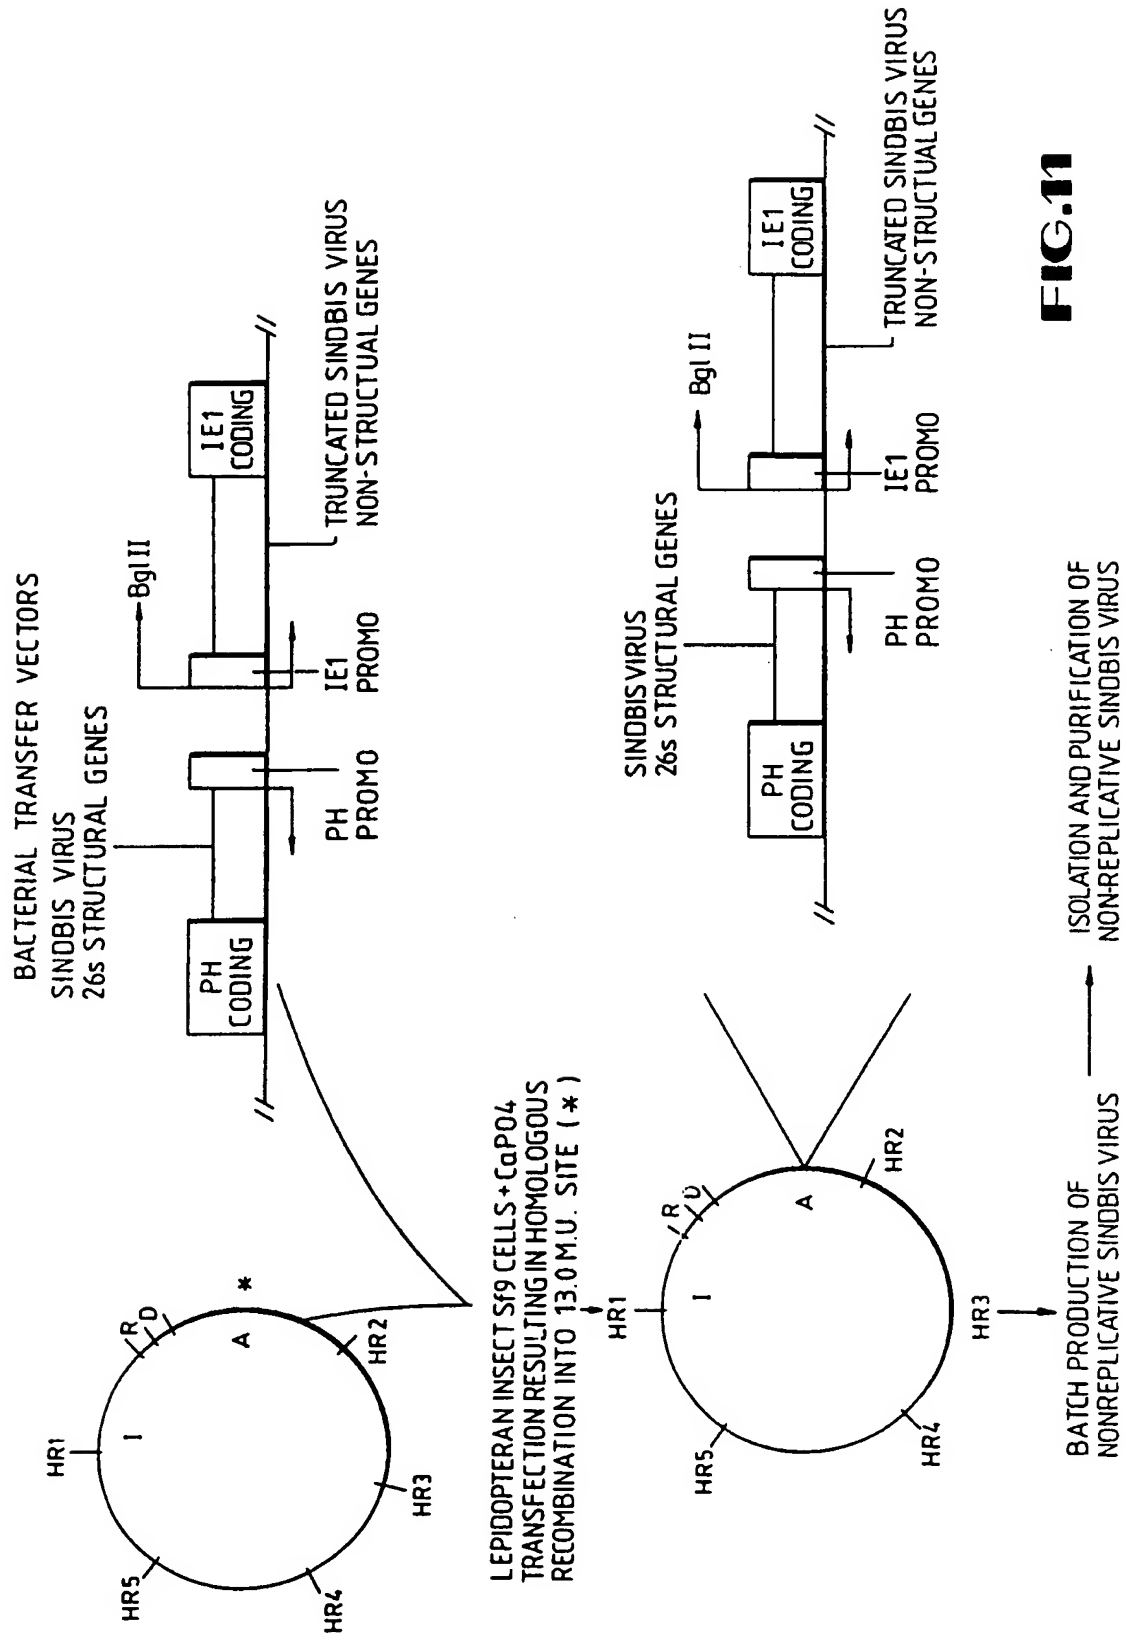 BACTERIAL TRANSFER VECTORS
SINDBIS VIRUS
26s STRUCTURAL GENES
BglII
PH
CODING
IE1
CODING
PH
PROMO
IE1
PROMO
TRUNCATED SINDBIS VIRUS
NON-STRUCTUAL GENES
HR1
I
R
D
A
*
HR2
HR3
HR4
HR5
LEPIDOPTERAN INSECT Sf9 CELLS+CaPO4
TRANSFECTION RESULTING IN HOMOLOGOUS
RECOMBINATION INTO 13.0 M.U. SITE (*)
SINDBIS VIRUS
26s STRUCTURAL GENES
Bgl II
PH
CODING
IE1
CODING
PH
PROMO
IE1
PROMO
TRUNCATED SINDBIS VIRUS
NON-STRUCTUAL GENES
HR1
I
R
D
A
HR2
HR3
HR4
HR5
BATCH PRODUCTION OF
NONREPLICATIVE SINDBIS VIRUS
ISOLATION AND PURIFICATION OF
NON-REPLICATIVE SINDBIS VIRUS
FIG.11